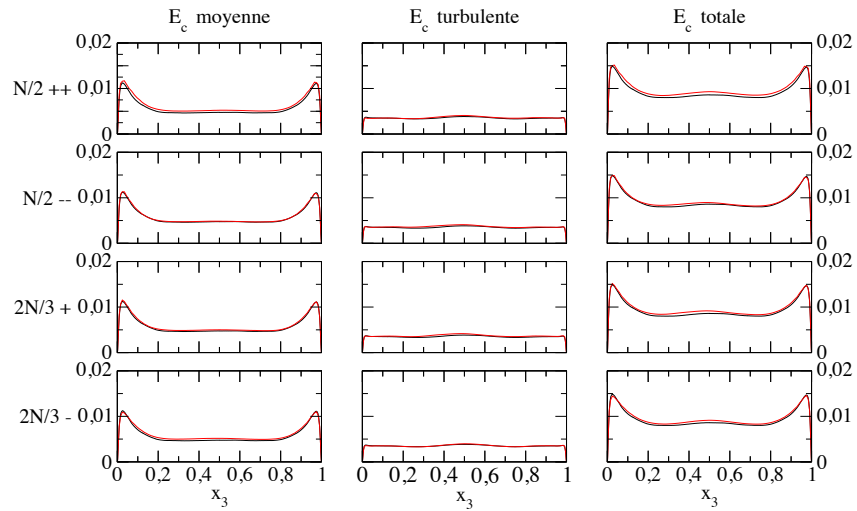 E_c moyenne E_c turbulente E_c totale
0,02 0,02
N/2 ++ 0,01 0,01
0 0
0,02 0,02
N/2 -- 0,01 0,01
0 0
0,02 0,02
2N/3 + 0,01 0,01
0 0
0,02 0,02
2N/3 - 0,01 0,01
0 0
0 0,2 0,4 0,6 0,8 1 0 0,2 0,4 0,6 0,8 1 0 0,2 0,4 0,6 0,8 1
x_3 x_3 x_3